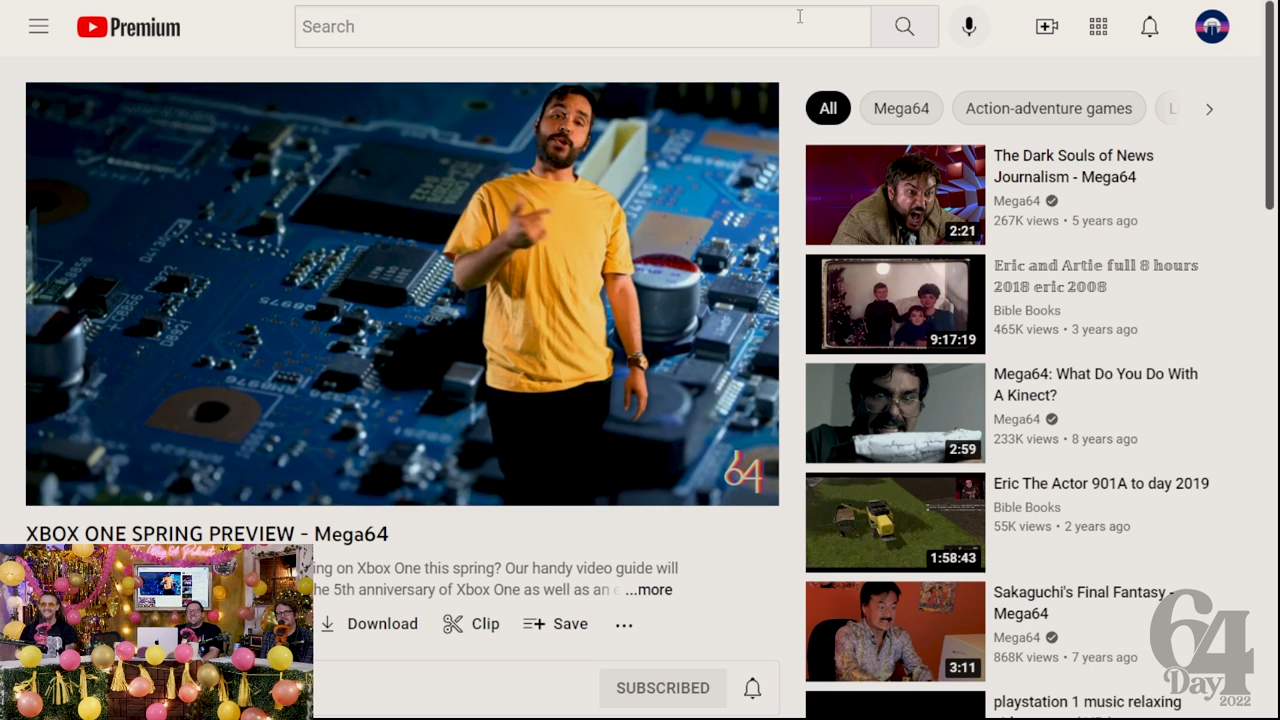 Premium
Search
All
Mega64
Action-adventure games
L
The Dark Souls of News
Journalism - Mega64
Mega64
267K views • 5 years ago
2:21
𝔼𝕣𝕚𝕔 𝕒𝕟𝕕 𝔸𝕣𝕥𝕚𝕖 𝕗𝕦𝕝𝕝 𝟠 𝕙𝕠𝕦𝕣𝕤
𝟚𝟘𝟙𝟠 𝕖𝕣𝕚𝕔 𝟚𝟘𝟘𝟠
Bible Books
465K views • 3 years ago
9:17:19
Mega64: What Do You Do With
A Kinect?
Mega64
233K views • 8 years ago
2:59
Eric The Actor 901A to day 2019
Bible Books
55K views • 2 years ago
1:58:43
Sakaguchi's Final Fantasy -
Mega64
Mega64
868K views • 7 years ago
3:11
playstation 1 music relaxing
64
XBOX ONE SPRING PREVIEW - Mega64
ing on Xbox One this spring? Our handy video guide will
he 5th anniversary of Xbox One as well as an e ...more
Download
Clip
Save
SUBSCRIBED
64
Day
2022